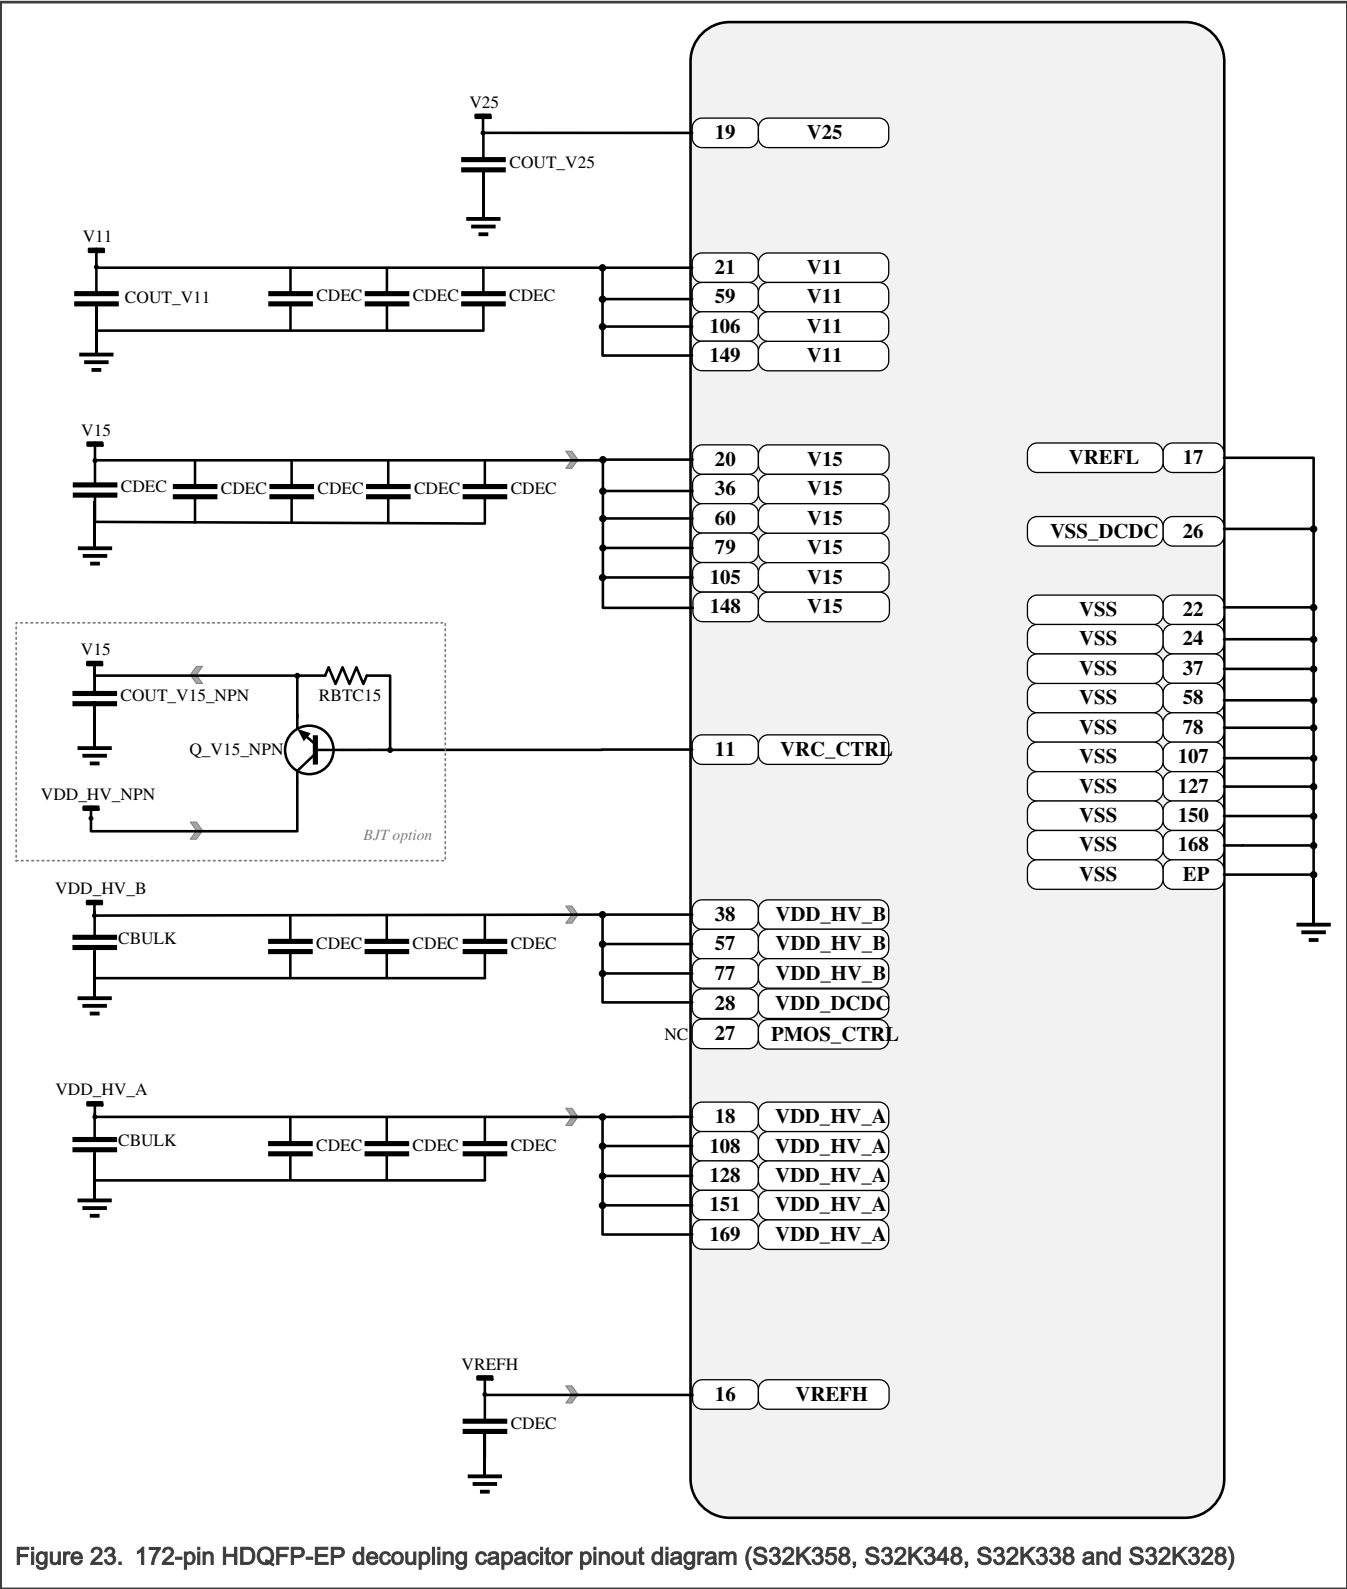 V25
19 V25
COUT_V25
V11
COUT_V11 CDEC CDEC CDEC
21 V11
59 V11
106 V11
149 V11
V15
CDEC CDEC CDEC CDEC CDEC
20 V15
36 V15
60 V15
79 V15
105 V15
148 V15
VREFL 17
VSS_DCDC 26
VSS 22
VSS 24
VSS 37
VSS 58
VSS 78
VSS 107
VSS 127
VSS 150
VSS 168
VSS EP
V15
COUT_V15_NPN
RBTC15
Q_V15_NPN
VDD_HV_NPN
BJT option
11 VRC_CTRL
VDD_HV_B
CBULK CDEC CDEC CDEC
38 VDD_HV_B
57 VDD_HV_B
77 VDD_HV_B
28 VDD_DCDC
NC 27 PMOS_CTRL
VDD_HV_A
CBULK CDEC CDEC CDEC
18 VDD_HV_A
108 VDD_HV_A
128 VDD_HV_A
151 VDD_HV_A
169 VDD_HV_A
VREFH
CDEC
16 VREFH
Figure 23. 172-pin HDQFP-EP decoupling capacitor pinout diagram (S32K358, S32K348, S32K338 and S32K328)